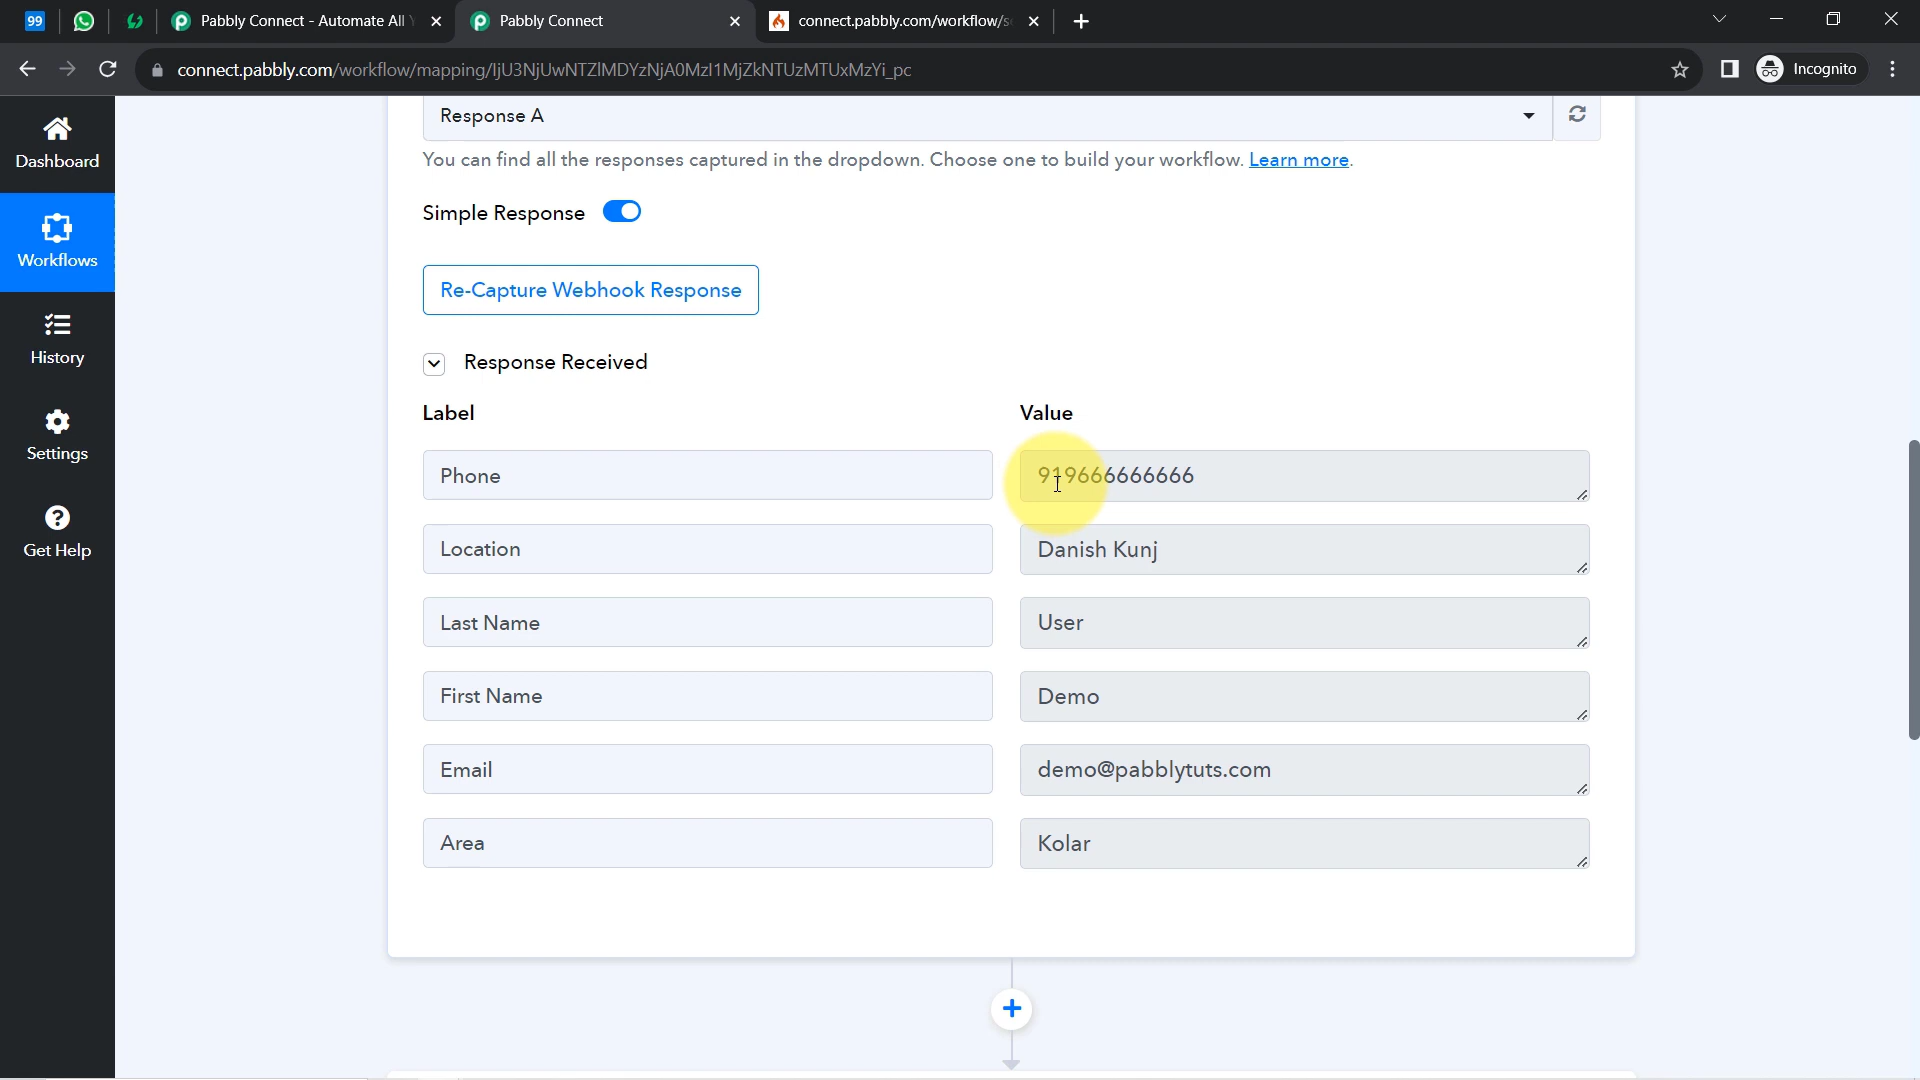 99
Pabbly Connect - Automate All
Pabbly Connect
connect.pabbly.com/workflow/s
connect.pabbly.com/workflow/mapping/IjU3NjUwNTZlMDYzNjA0MzI1MjZkNTUzMTUxMzYi_pc
Incognito
Dashboard
Workflows
History
Settings
Get Help
Response A
You can find all the responses captured in the dropdown. Choose one to build your workflow. Learn more.
Simple Response
Re-Capture Webhook Response
Response Received
Label
Value
Phone
919666666666
Location
Danish Kunj
Last Name
User
First Name
Demo
Email
demo@pabblytuts.com
Area
Kolar